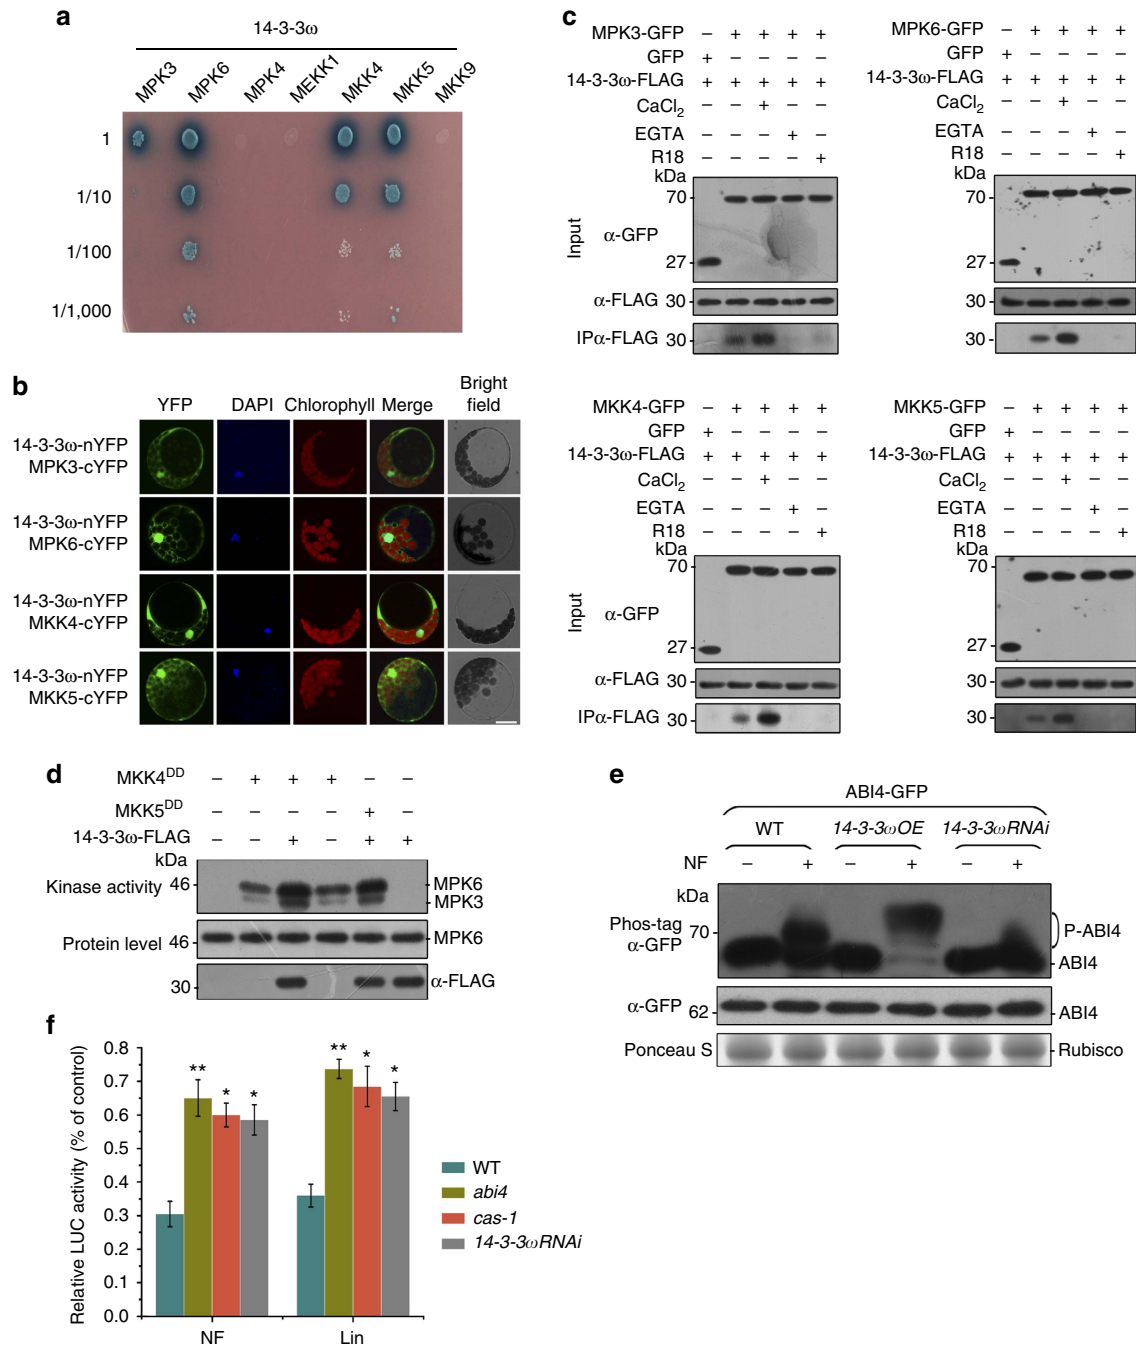 a
14-3-3ω
MPK3 MPK6 MPK4 MEKK1 MKK4 MKK5 MKK9
1
1/10
1/100
1/1,000
b
YFP DAPI Chlorophyll Merge Bright field
14-3-3ω-nYFP
MPK3-cYFP
14-3-3ω-nYFP
MPK6-cYFP
14-3-3ω-nYFP
MKK4-cYFP
14-3-3ω-nYFP
MKK5-cYFP
c
MPK3-GFP – + + + +
GFP + – – – –
14-3-3ω-FLAG + + + + +
CaCl₂ – – + – –
EGTA – – – + –
R18 – – – – +
kDa
70
Input
α-GFP
27
α-FLAG 30
IPα-FLAG 30
MPK6-GFP – + + + +
GFP + – – – –
14-3-3ω-FLAG + + + + +
CaCl₂ – – + – –
EGTA – – – + –
R18 – – – – +
kDa
70
27
30
30
MKK4-GFP – + + + +
GFP + – – – –
14-3-3ω-FLAG + + + + +
CaCl₂ – – + – –
EGTA – – – + –
R18 – – – – +
kDa
70
Input
α-GFP
27
α-FLAG 30
IPα-FLAG 30
MKK5-GFP – + + + +
GFP + – – – –
14-3-3ω-FLAG + + + + +
CaCl₂ – – + – –
EGTA – – – + –
R18 – – – – +
kDa
70
27
30
30
d
MKK4ᴰᴰ – + + + – –
MKK5ᴰᴰ – – – – + –
14-3-3ω-FLAG – – + – + +
kDa
Kinase activity 46 MPK6
MPK3
Protein level 46 MPK6
30 α-FLAG
e
ABI4-GFP
WT 14-3-3ωOE 14-3-3ωRNAi
NF – + – + – +
kDa
Phos-tag
α-GFP
70
P-ABI4
ABI4
α-GFP 62 ABI4
Ponceau S Rubisco
f
Relative LUC activity (% of control)
0.8
0.7
0.6
0.5
0.4
0.3
0.2
0.1
0.0
** * *
** * *
NF Lin
WT
abi4
cas-1
14-3-3ωRNAi